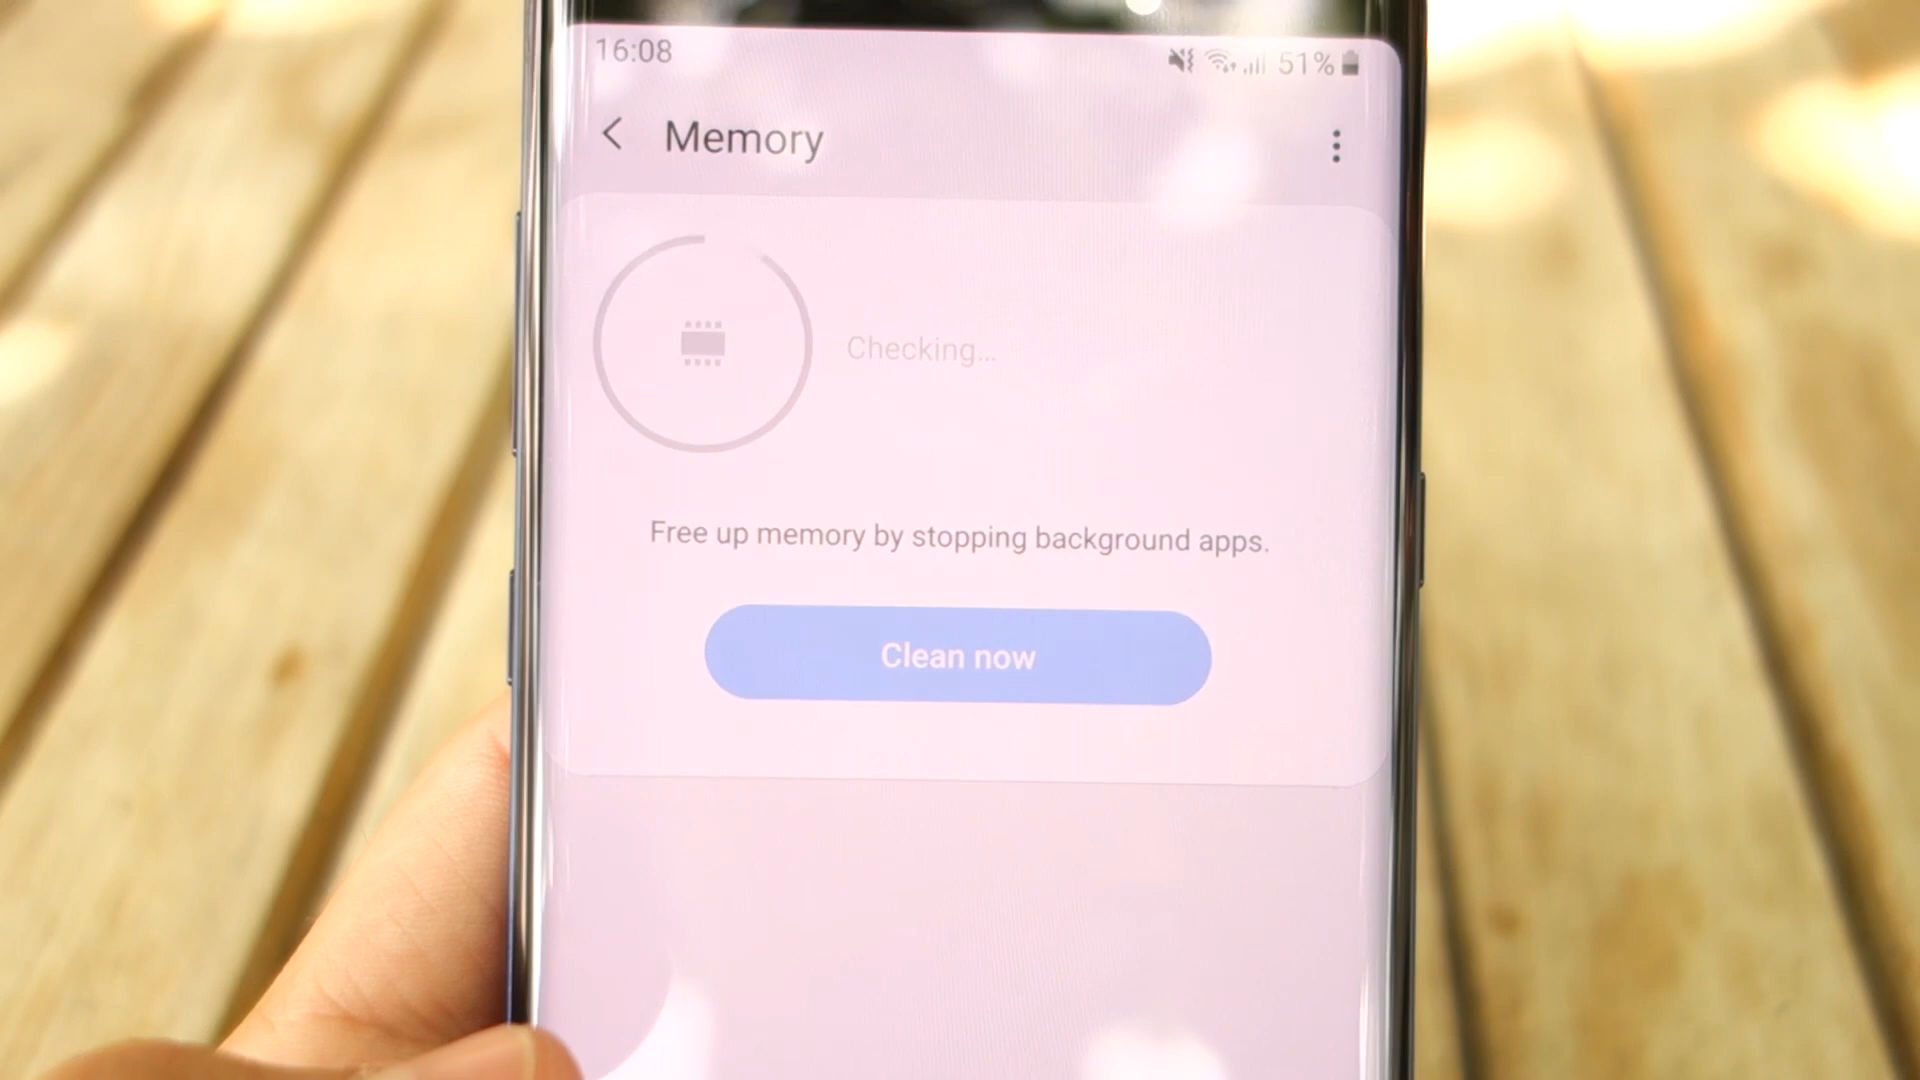 16:08
51%
Memory
Checking...
Free up memory by stopping background apps.
Clean now